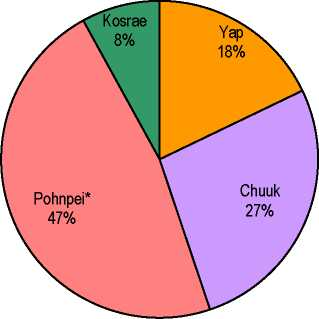 Kosrae
8%
Yap
18%
Chuuk
27%
Pohnpei*
47%